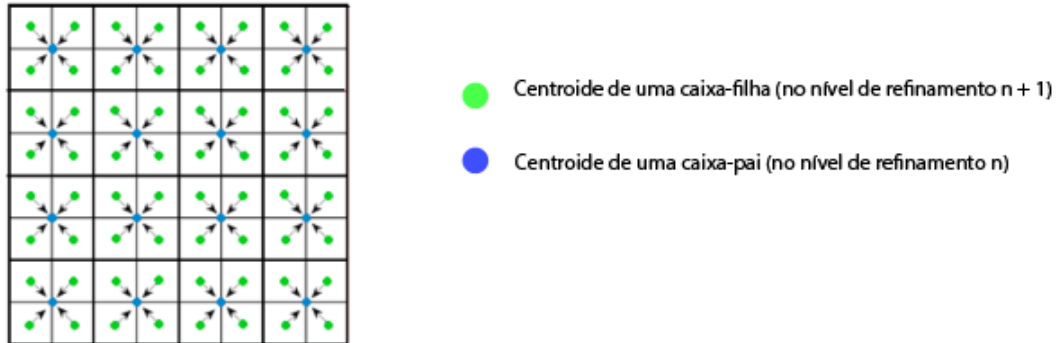 Centroide de uma caixa-filha (no nível de refinamento n + 1)
Centroide de uma caixa-pai (no nível de refinamento n)